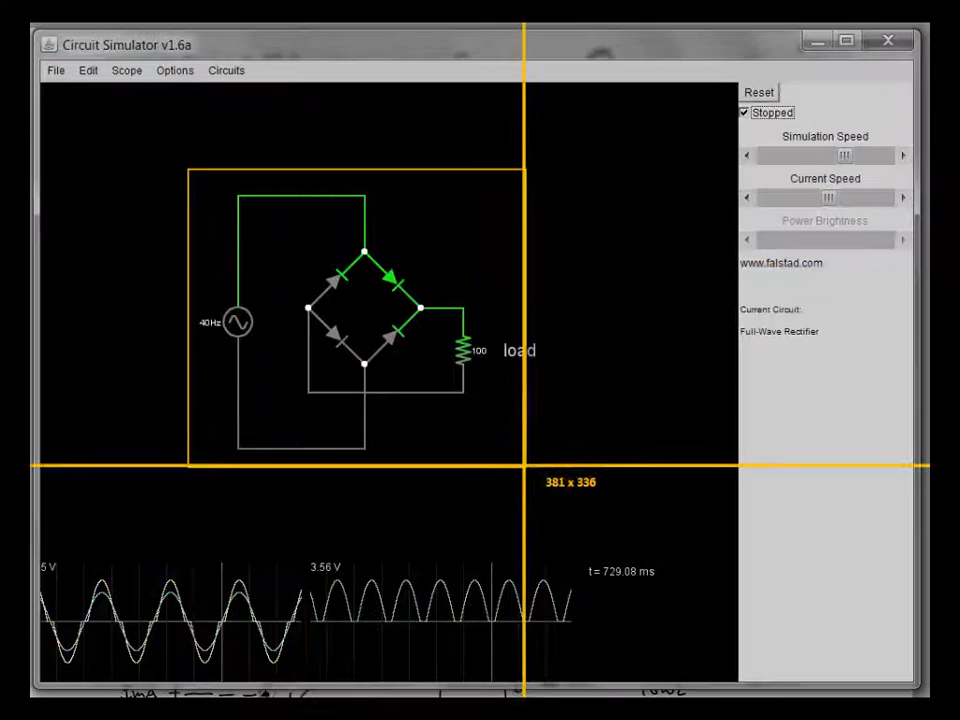 Circuit Simulator v1.6a
File Edit Scope Options Circuits
Reset
Stopped
Simulation Speed
Current Speed
Power Brightness
www.falstad.com
Current Circuit:
Full-Wave Rectifier
40Hz
100
load
381 x 336
5 V
3.56 V
t = 729.08 ms